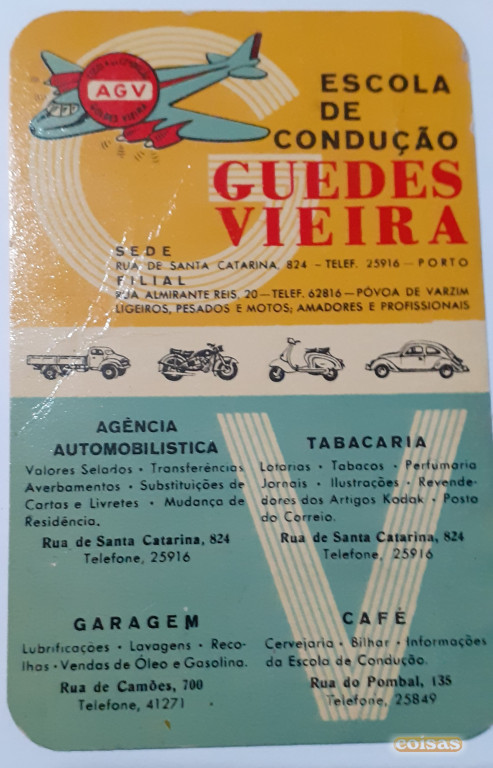 AGV
GUEDES VIEIRA
ESCOLA
DE
CONDUÇÃO
GUEDES
VIEIRA
SEDE
RUA DE SANTA CATARINA, 824 - TELEF. 25916 - PORTO
FILIAL
RUA ALMIRANTE REIS, 20 - TELEF. 62816 - PÓVOA DE VARZIM
LIGEIROS, PESADOS E MOTOS; AMADORES E PROFISSIONAIS
AGÊNCIA
AUTOMOBILISTICA
Valores Selados · Transferências
Averbamentos · Substituições de
Cartas e Livretes · Mudança de
Residência.
Rua de Santa Catarina, 824
Telefone, 25916
TABACARIA
Lotarias · Tabacos · Perfumaria
Jornais · Ilustrações · Revende-
dores dos Artigos Kodak · Posto
do Correio.
Rua de Santa Catarina, 824
Telefone, 25916
GARAGEM
Lubrificações · Lavagens · Reco-
lhas · Vendas de Óleo e Gasolina.
Rua de Camões, 700
Telefone, 41271
CAFÉ
Cervejaria · Bilhar · Informações
da Escola de Condução.
Rua do Pombal, 135
Telefone, 25849
coisas